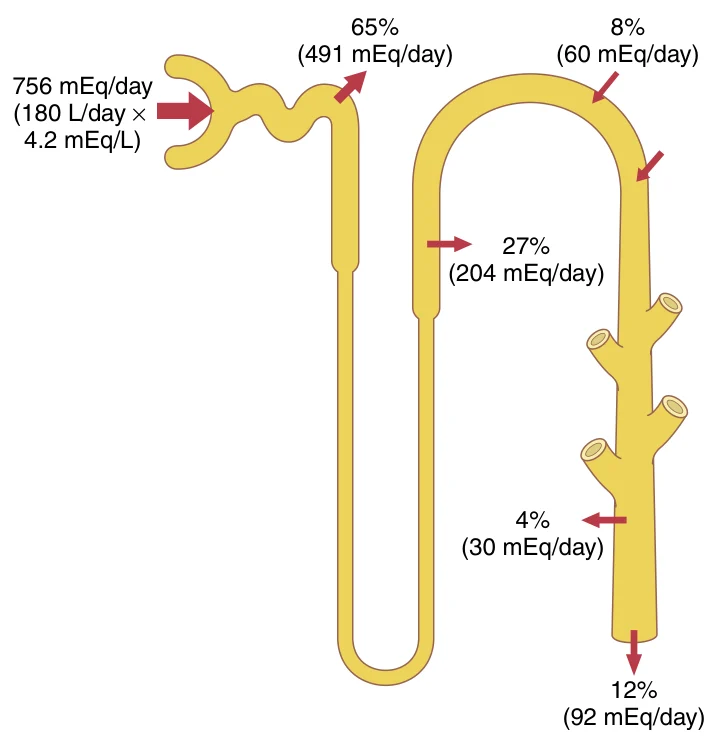 756 mEq/day
(180 L/day ×
4.2 mEq/L)
65%
(491 mEq/day)
8%
(60 mEq/day)
27%
(204 mEq/day)
4%
(30 mEq/day)
12%
(92 mEq/day)